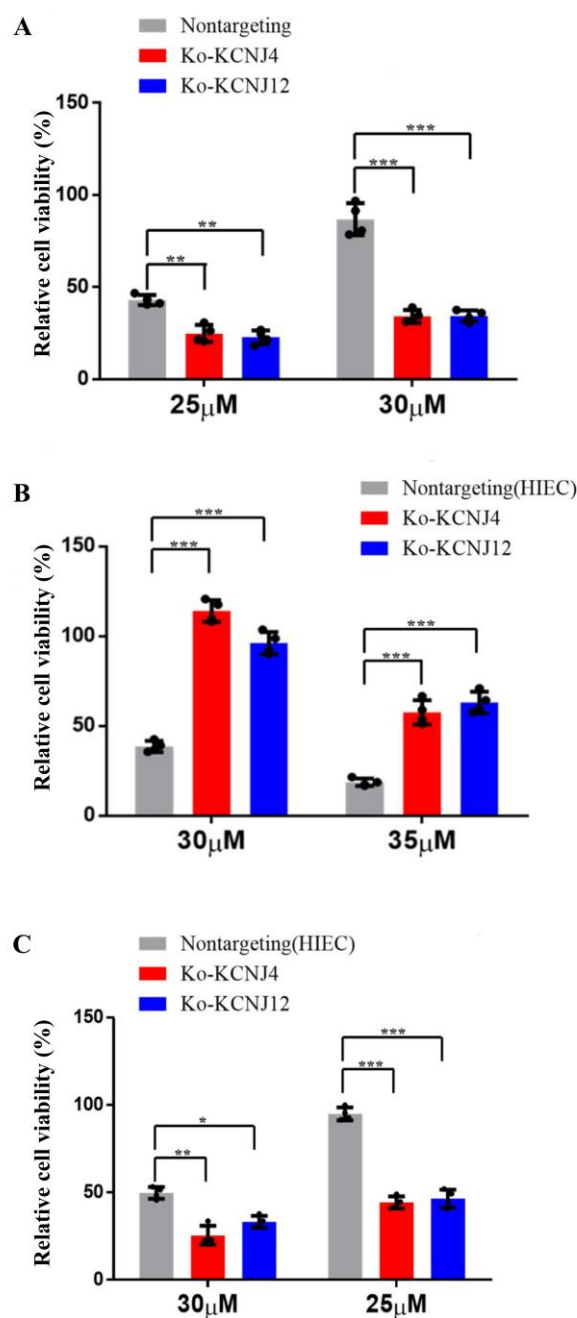 A
Nontargeting
Ko-KCNJ4
Ko-KCNJ12
Relative cell viability (%)
150
100
50
0
**
**
***
***
25μM
30μM
B
Nontargeting(HIEC)
Ko-KCNJ4
Ko-KCNJ12
Relative cell viability (%)
150
100
50
0
***
***
***
***
30μM
35μM
C
Nontargeting(HIEC)
Ko-KCNJ4
Ko-KCNJ12
Relative cell viability (%)
150
100
50
0
*
**
***
***
30μM
25μM